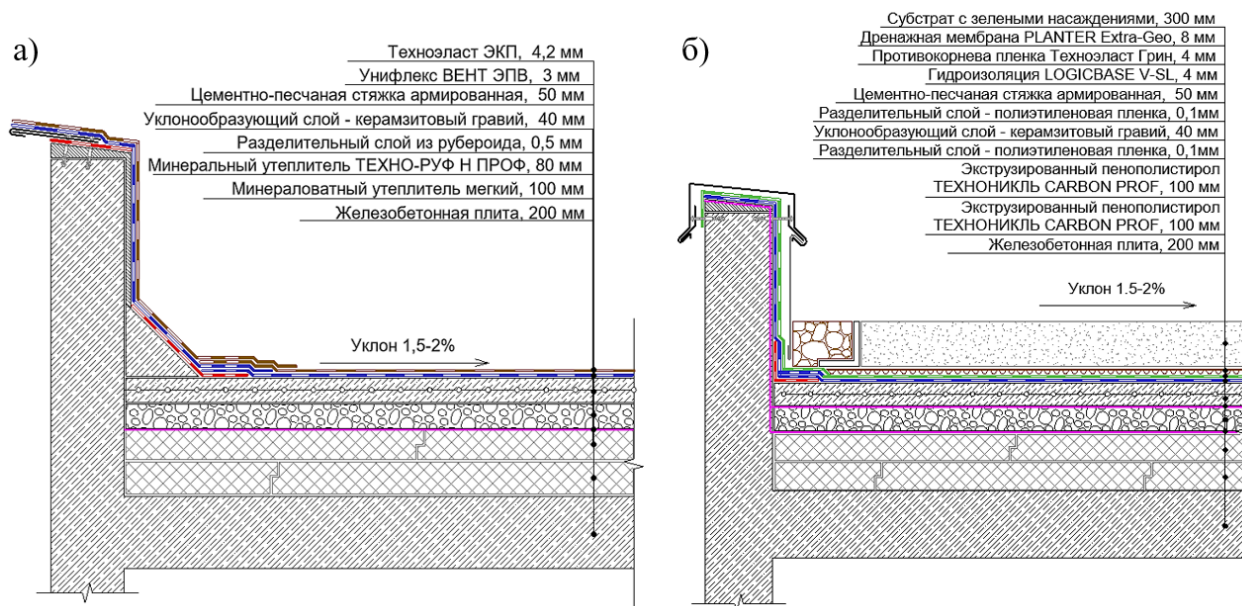 а)
Техноэласт ЭКП, 4,2 мм
Унифлекс ВЕНТ ЭПВ, 3 мм
Цементно-песчаная стяжка армированная, 50 мм
Уклонообразующий слой - керамзитовый гравий, 40 мм
Разделительный слой из рубероида, 0,5 мм
Минеральный утеплитель ТЕХНО-РУФ Н ПРОФ, 80 мм
Минераловатный утеплитель мегкий, 100 мм
Железобетонная плита, 200 мм
Уклон 1,5-2%
б)
Субстрат с зелеными насаждениями, 300 мм
Дренажная мембрана PLANTER Extra-Geo, 8 мм
Противокорнева пленка Техноэласт Грин, 4 мм
Гидроизоляция LOGICBASE V-SL, 4 мм
Цементно-песчаная стяжка армированная, 50 мм
Разделительный слой - полиэтиленовая пленка, 0,1мм
Уклонообразующий слой - керамзитовый гравий, 40 мм
Разделительный слой - полиэтиленовая пленка, 0,1мм
Экструзированный пенополистирол
ТЕХНОНИКЛЬ CARBON PROF, 100 мм
Экструзированный пенополистирол
ТЕХНОНИКЛЬ CARBON PROF, 100 мм
Железобетонная плита, 200 мм
Уклон 1.5-2%